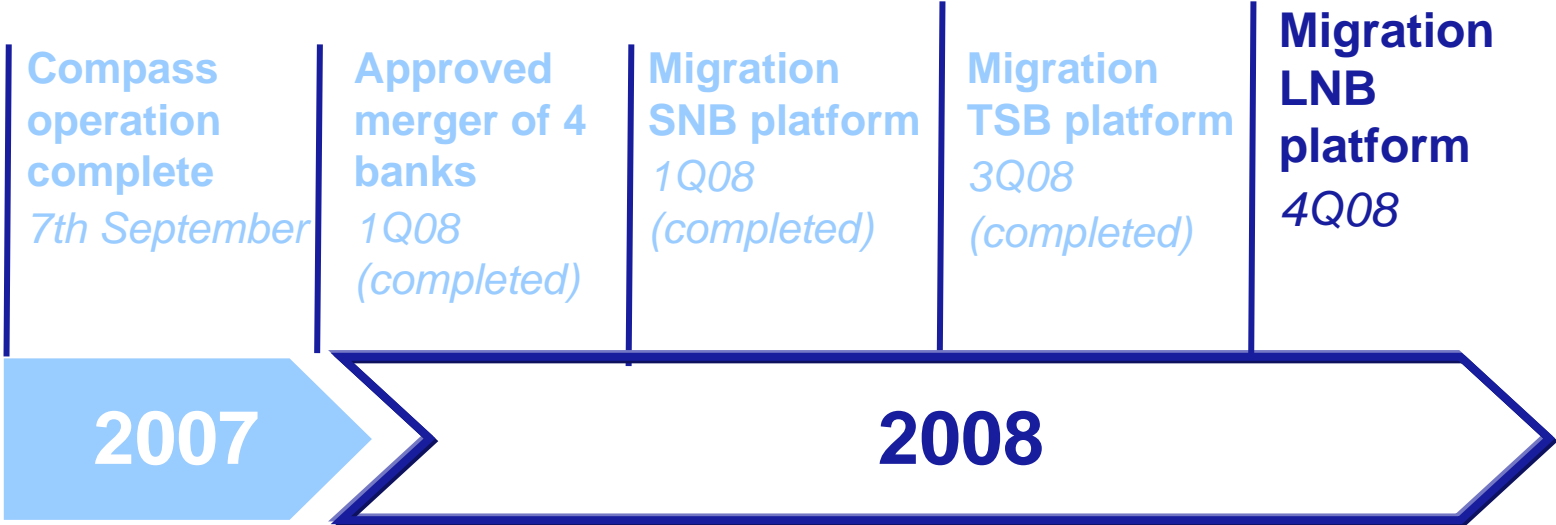 Compass
operation
complete
7th September
Approved
merger of 4
banks
1Q08
(completed)
Migration
SNB platform
1Q08
(completed)
Migration
TSB platform
3Q08
(completed)
Migration
LNB
platform
4Q08
2007
2008